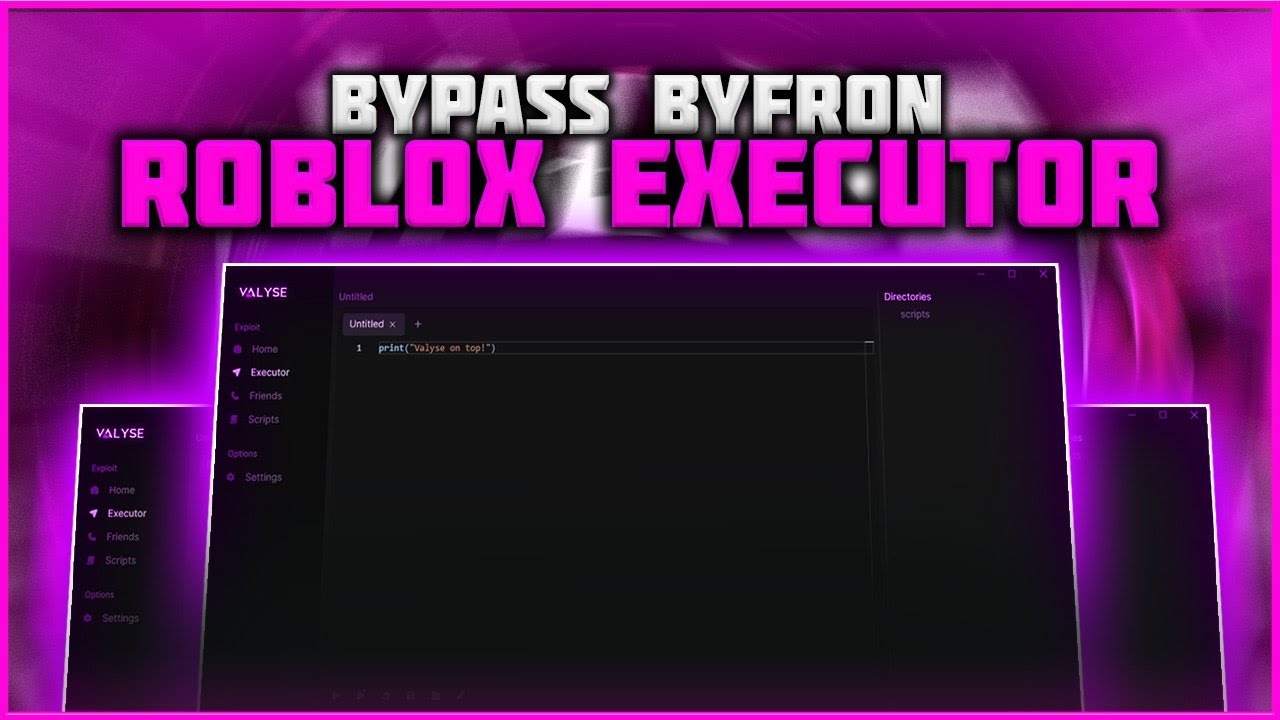 BYPASS BYFRON
ROBLOX EXECUTOR
VALYSE
Exploit
Home
Executor
Friends
Scripts
Options
Settings
Untitled
Untitled × +
1 print("Valyse on top!")
Directories
scripts
VALYSE
Exploit
Home
Executor
Friends
Scripts
Options
Settings